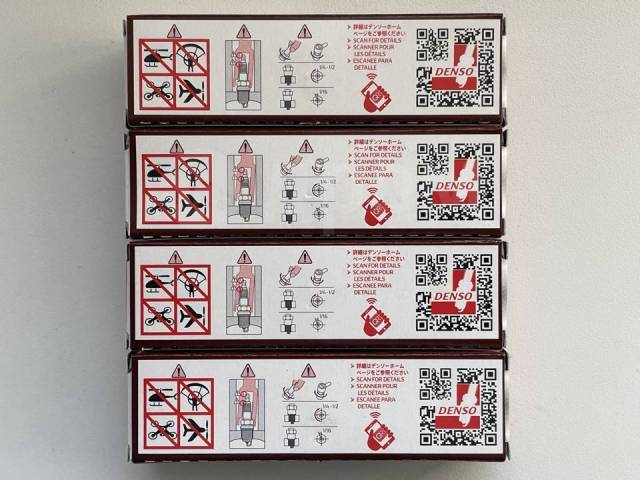 詳細はデンソーホーム
ページをご参照ください
SCAN FOR DETAILS
SCANNER POUR
LES DÉTAILS
ESCANEE PARA
DETALLE
1/4 - 1/2
1/16
DENSO
詳細はデンソーホーム
ページをご参照ください
SCAN FOR DETAILS
SCANNER POUR
LES DÉTAILS
ESCANEE PARA
DETALLE
1/4 - 1/2
1/16
DENSO
詳細はデンソーホーム
ページをご参照ください
SCAN FOR DETAILS
SCANNER POUR
LES DÉTAILS
ESCANEE PARA
DETALLE
1/4 - 1/2
1/16
DENSO
詳細はデンソーホーム
ページをご参照ください
SCAN FOR DETAILS
SCANNER POUR
LES DÉTAILS
ESCANEE PARA
DETALLE
1/4 - 1/2
1/16
DENSO